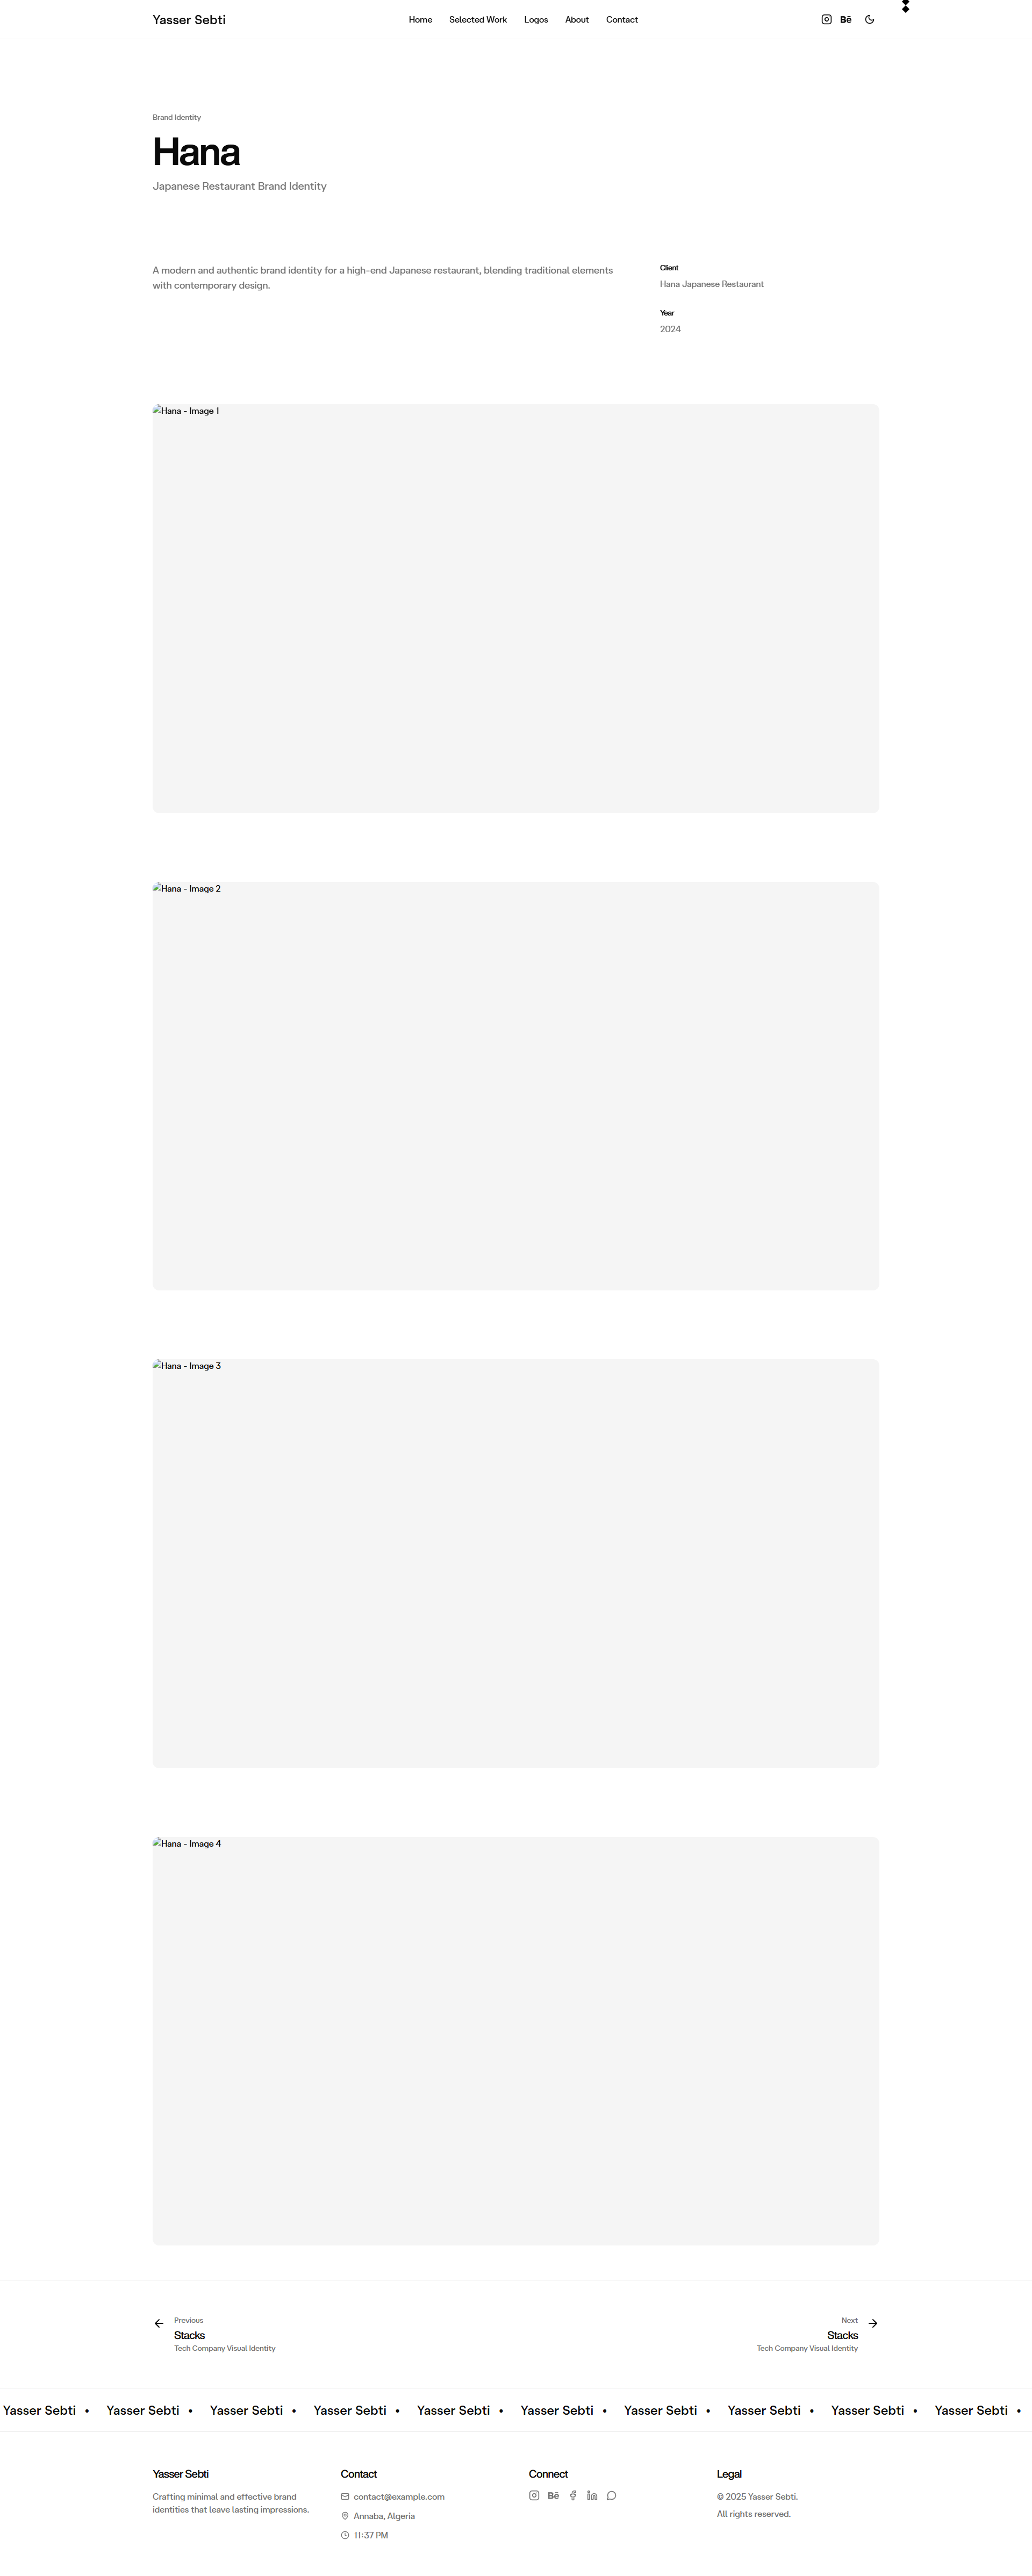 Yasser Sebti
Home
Selected Work
Logos
About
Contact
Bē
Brand Identity
Hana
Japanese Restaurant Brand Identity
A modern and authentic brand identity for a high-end Japanese restaurant, blending traditional elements
with contemporary design.
Client
Hana Japanese Restaurant
Year
2024
Hana - Image 1
Hana - Image 2
Hana - Image 3
Hana - Image 4
Previous
Stacks
Tech Company Visual Identity
Next
Stacks
Tech Company Visual Identity
Yasser Sebti • Yasser Sebti • Yasser Sebti • Yasser Sebti • Yasser Sebti • Yasser Sebti • Yasser Sebti • Yasser Sebti • Yasser Sebti • Yasser Sebti •
Yasser Sebti
Crafting minimal and effective brand
identities that leave lasting impressions.
Contact
contact@example.com
Annaba, Algeria
11:37 PM
Connect
Bē
Legal
© 2025 Yasser Sebti.
All rights reserved.